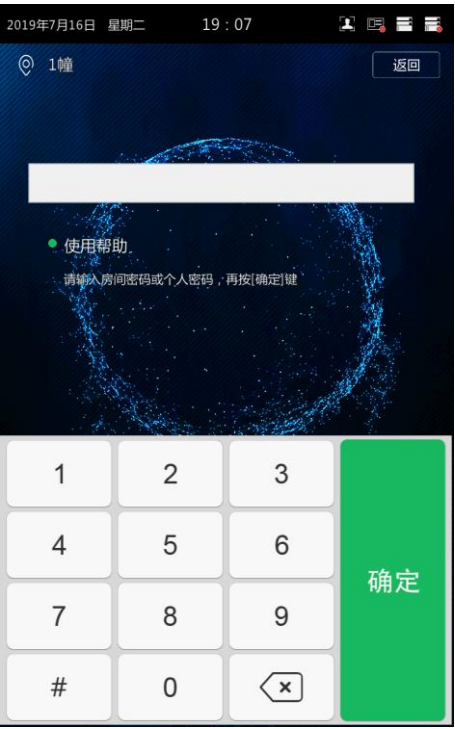 2019年7月16日 星期二 19：07
1幢 返回
使用帮助
请输入房间密码或个人密码，再按[确定]键
1 2 3
4 5 6
确定
7 8 9
# 0